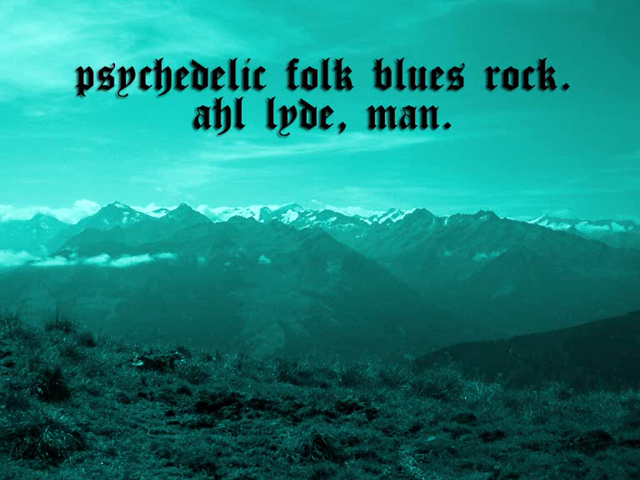 psychedelic folk blues rock.
ahl lyde, man.